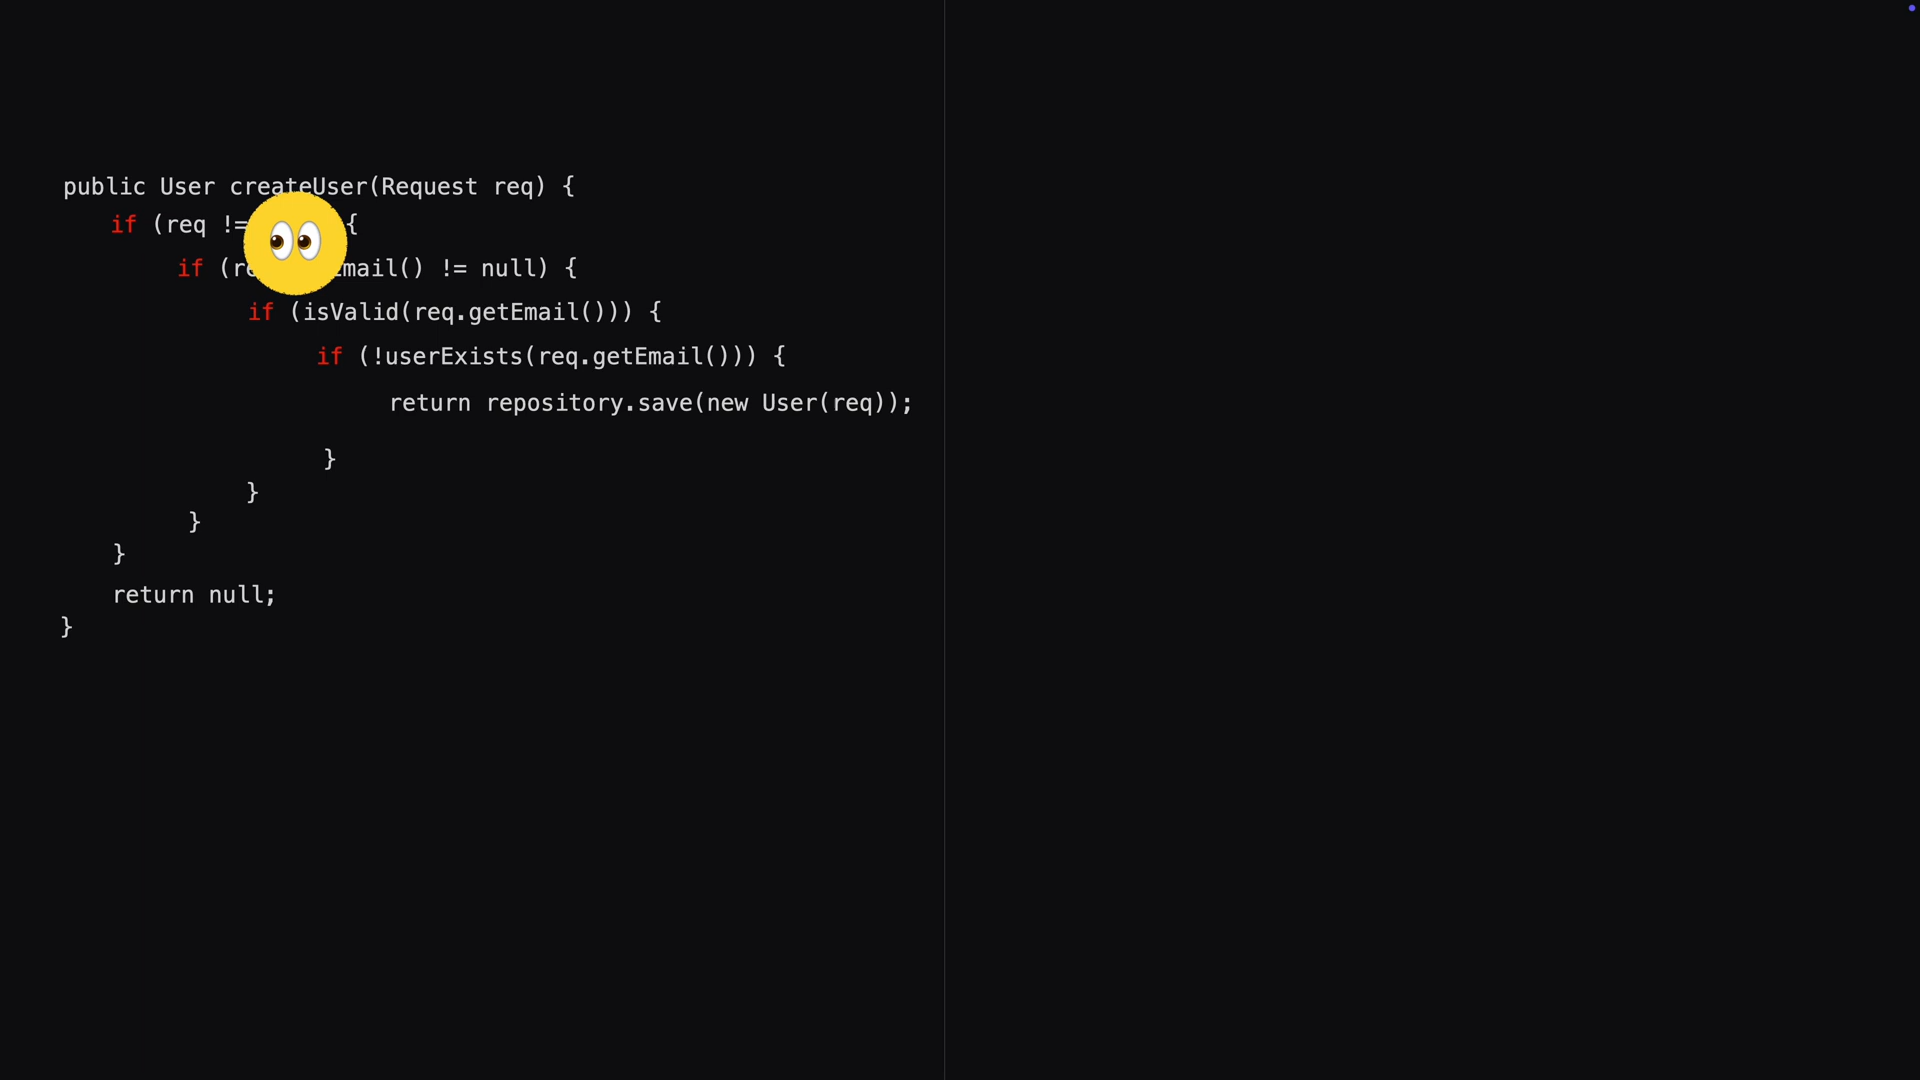 public User createUser(Request req) {
if (req != {
if (re mail() != null) {
if (isValid(req.getEmail())) {
if (!userExists(req.getEmail())) {
return repository.save(new User(req));
}
}
}
}
return null;
}